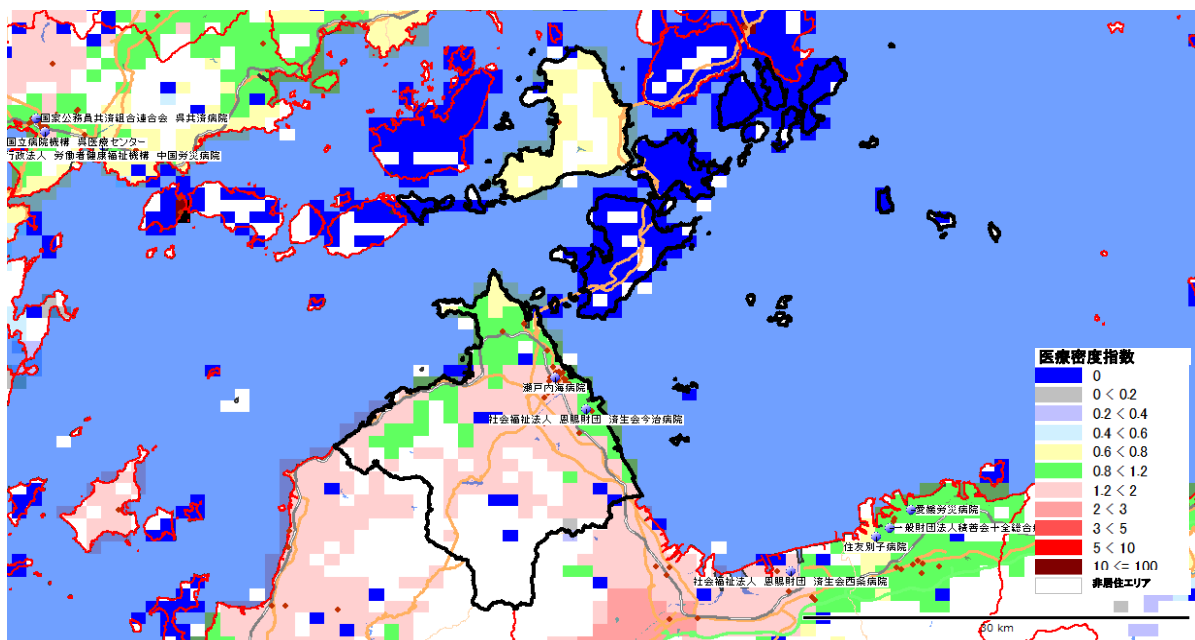 国家公務員共済組合連合会 呉共済病院
国立病院機構 呉医療センター
行政法人 労働者健康福祉機構 中国労災病院
医療密度指数
0
0 < 0.2
0.2 < 0.4
0.4 < 0.6
0.6 < 0.8
0.8 < 1.2
1.2 < 2
2 < 3
3 < 5
5 < 10
10 <= 100
非居住エリア
瀬戸内海病院
社会福祉法人 恩賜財団 済生会今治病院
愛媛労災病院
一般財団法人積善会十全総合
住友別子病院
社会福祉法人 恩賜財団 済生会西条病院
30 km